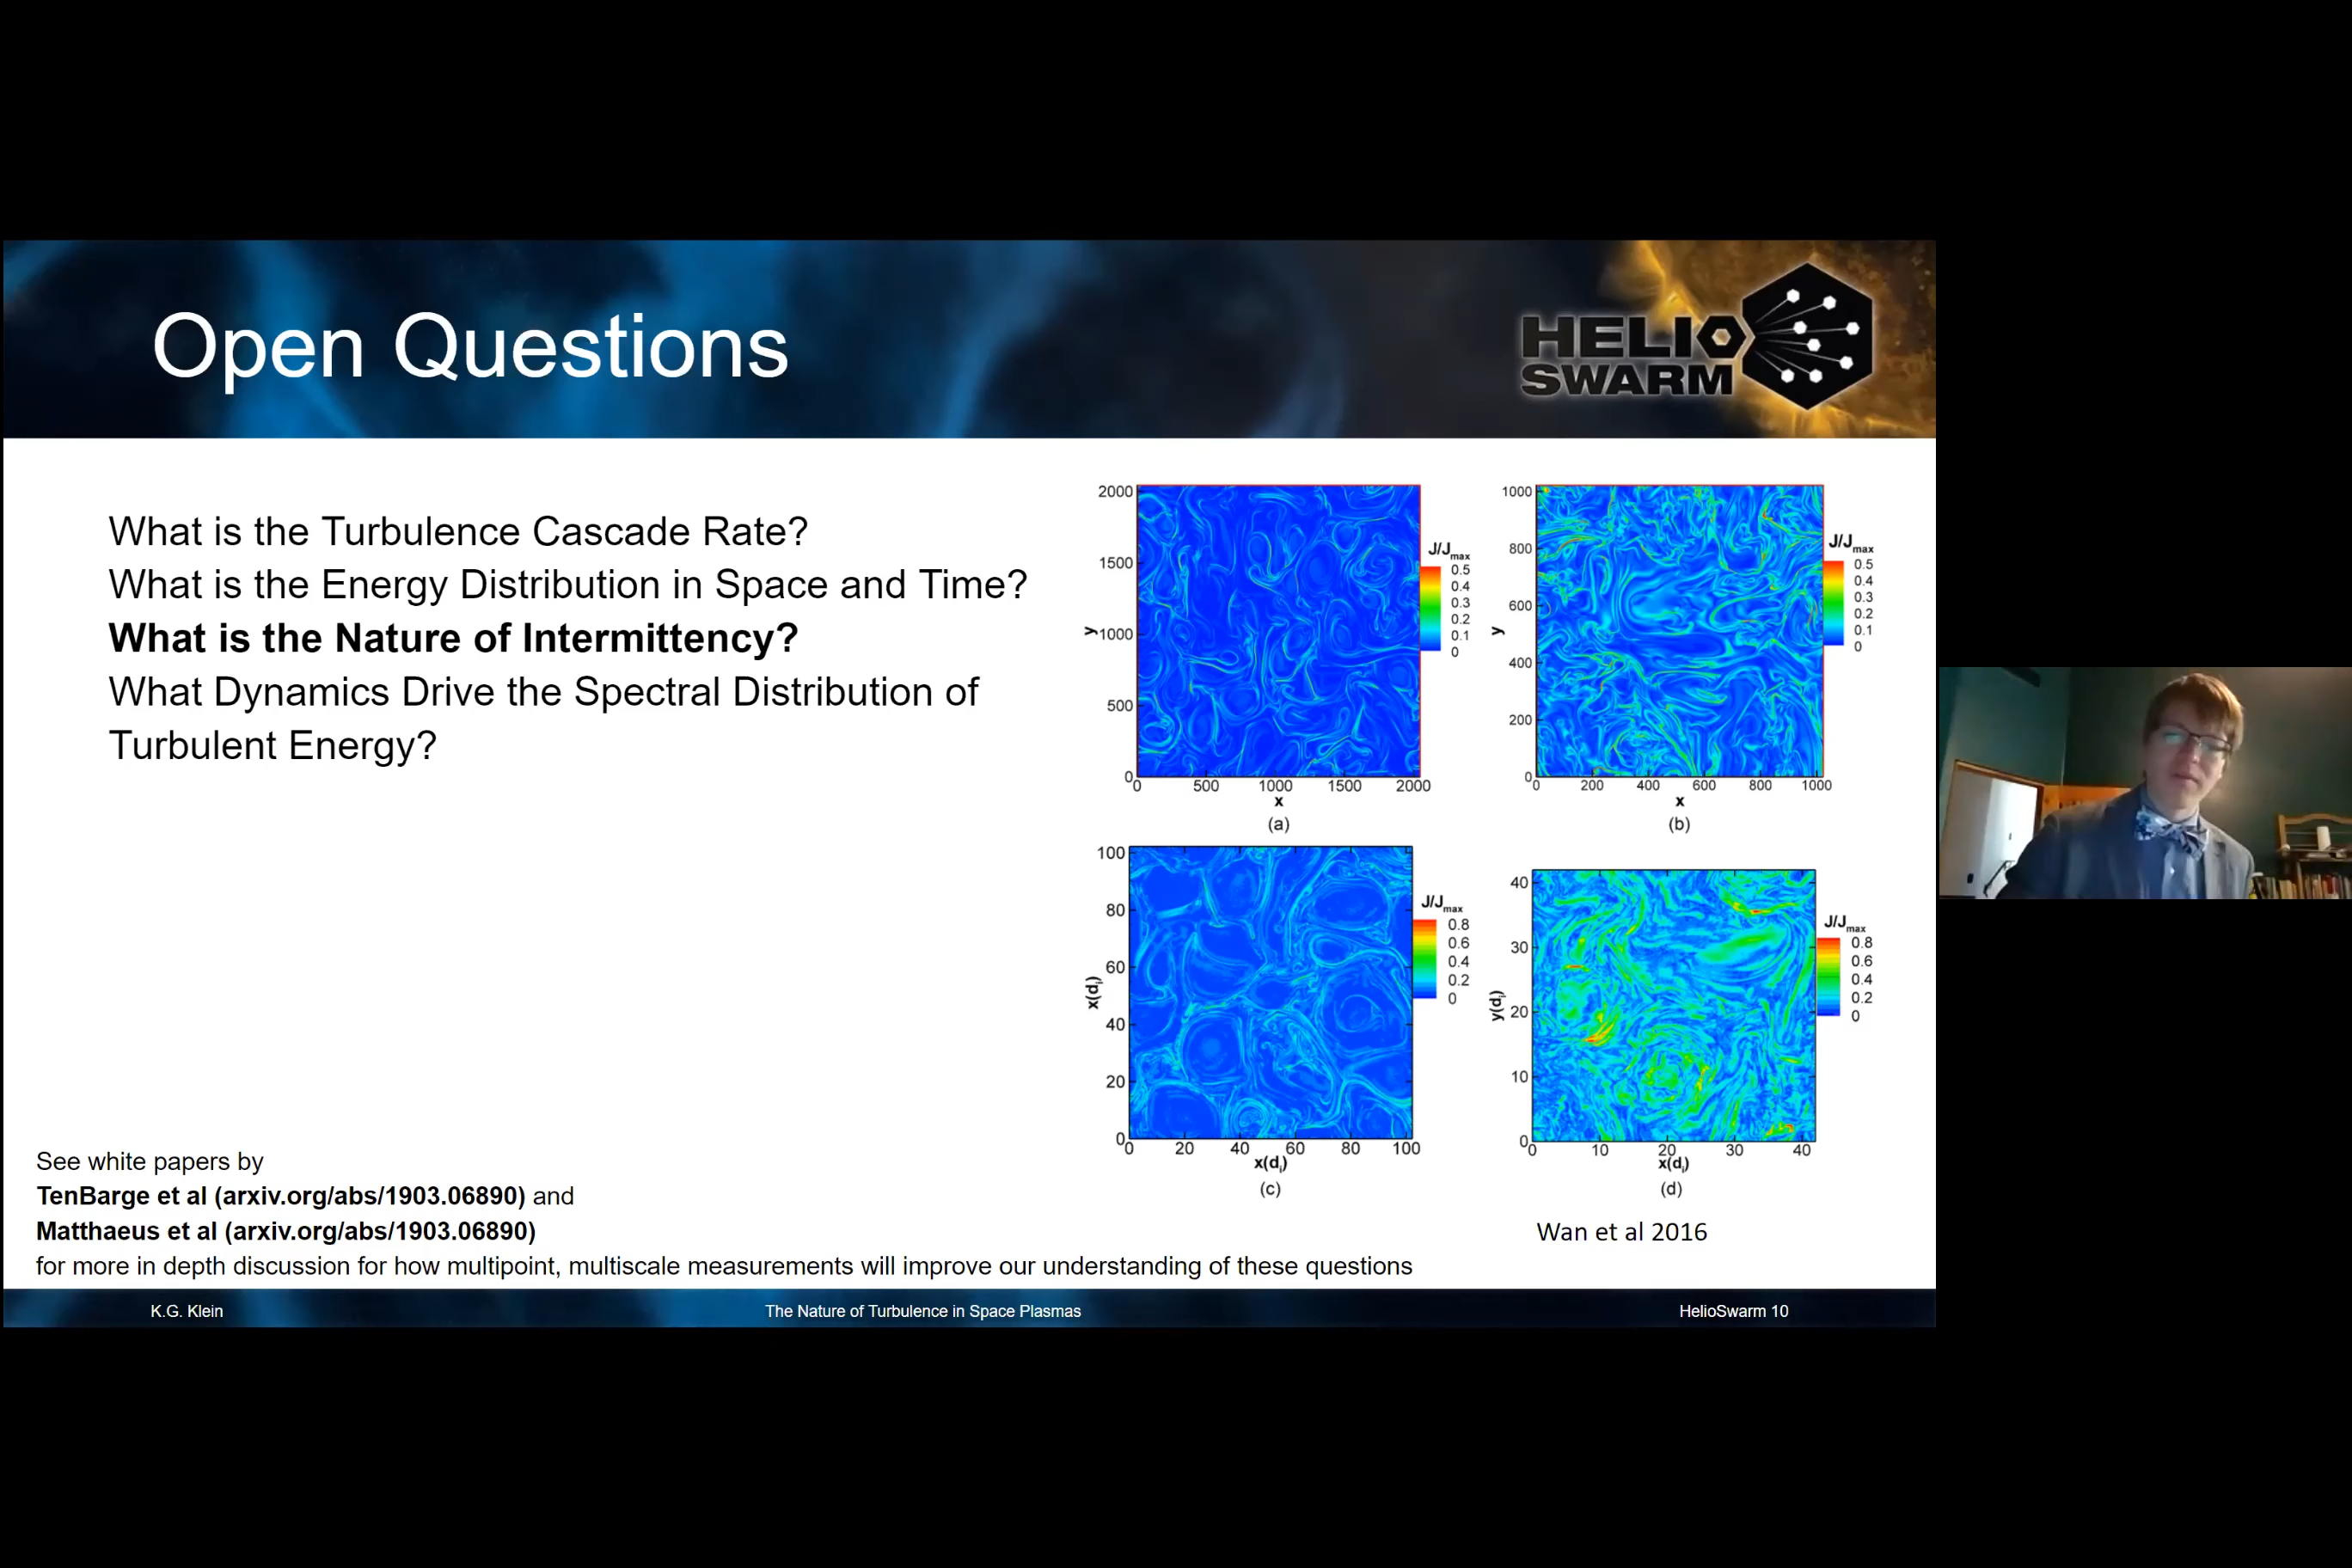 Open Questions
HELIO
SWARM
What is the Turbulence Cascade Rate?
What is the Energy Distribution in Space and Time?
What is the Nature of Intermittency?
What Dynamics Drive the Spectral Distribution of
Turbulent Energy?
2000
1500
1000
500
0
y
0 500 1000 1500 2000
x
(a)
J/Jmax
0.5
0.4
0.3
0.2
0.1
0
1000
800
600
400
200
0
y
0 200 400 600 800 1000
x
(b)
J/Jmax
0.5
0.4
0.3
0.2
0.1
0
100
80
60
40
20
0
x(di)
0 20 40 60 80 100
x(di)
(c)
J/Jmax
0.8
0.6
0.4
0.2
0
40
30
20
10
0
y(di)
0 10 20 30 40
x(di)
(d)
J/Jmax
0.8
0.6
0.4
0.2
0
Wan et al 2016
See white papers by
TenBarge et al (arxiv.org/abs/1903.06890) and
Matthaeus et al (arxiv.org/abs/1903.06890)
for more in depth discussion for how multipoint, multiscale measurements will improve our understanding of these questions
K.G. Klein
The Nature of Turbulence in Space Plasmas
HelioSwarm 10